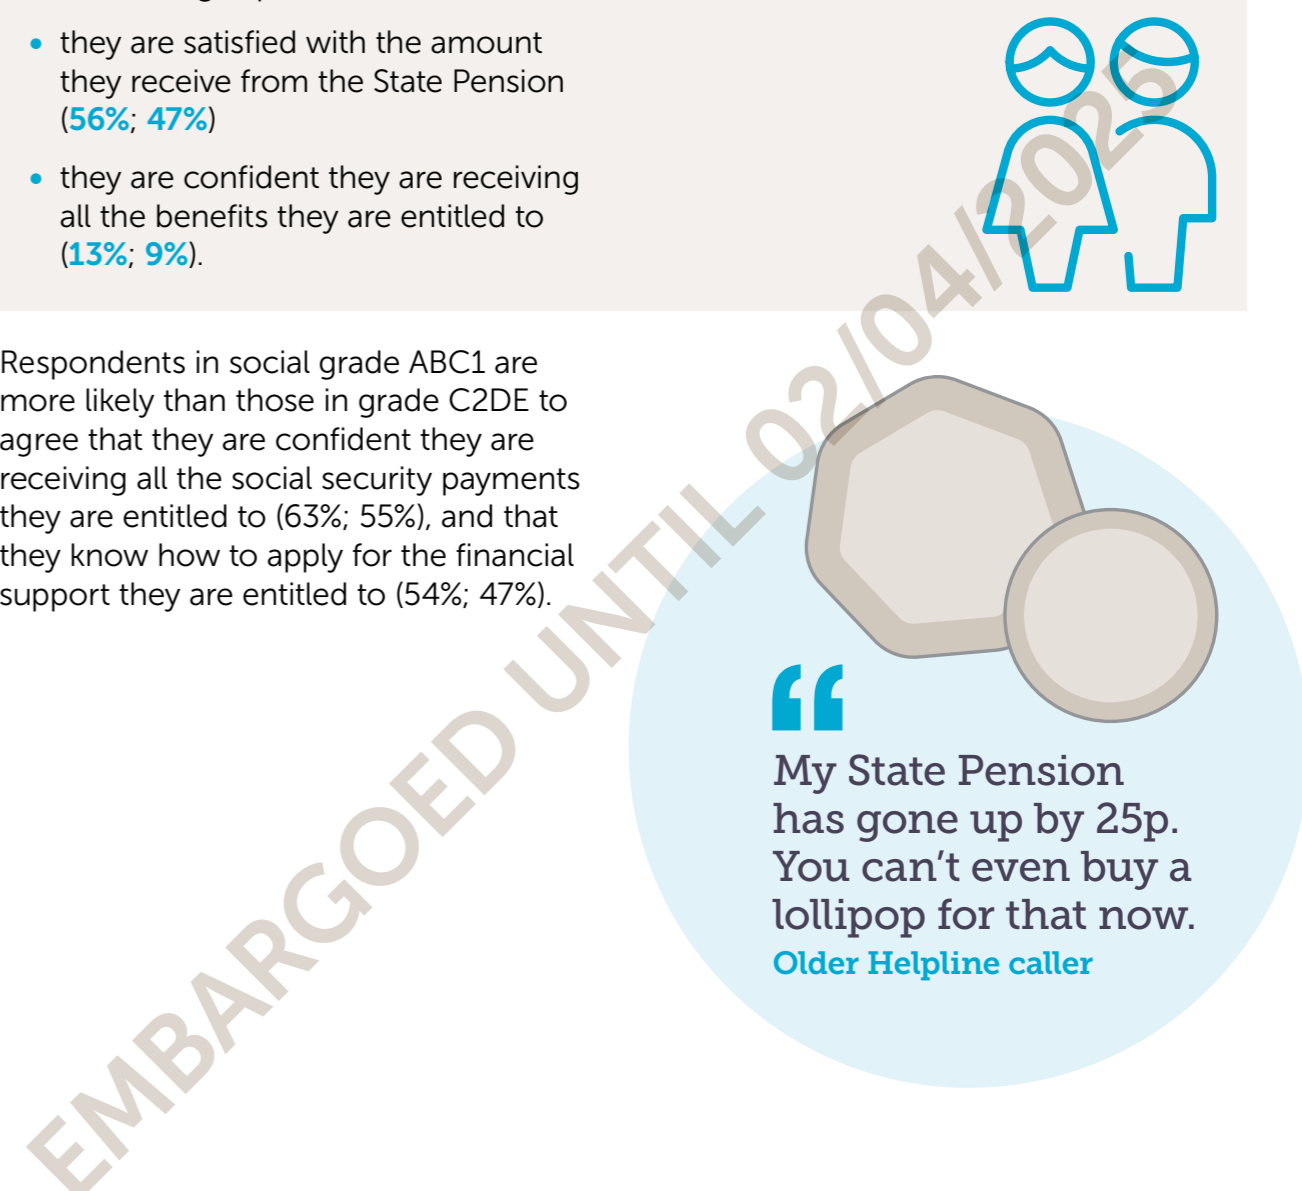 • they are satisfied with the amount
they receive from the State Pension
(56%; 47%)
• they are confident they are receiving
all the benefits they are entitled to
(13%; 9%).
Respondents in social grade ABC1 are
more likely than those in grade C2DE to
agree that they are confident they are
receiving all the social security payments
they are entitled to (63%; 55%), and that
they know how to apply for the financial
support they are entitled to (54%; 47%).
“
My State Pension
has gone up by 25p.
You can’t even buy a
lollipop for that now.
Older Helpline caller
EMBARGOED UNTIL 02/04/2025